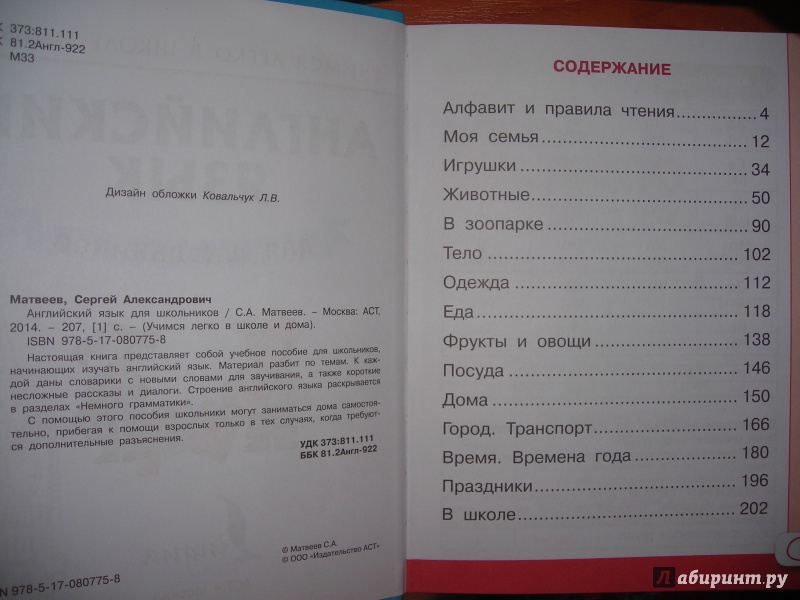 К 373:811.111
К 81.2Англ-922
М33
Дизайн обложки Ковальчук Л.В.
Матвеев, Сергей Александрович
Английский язык для школьников / С.А. Матвеев. – Москва: АСТ,
2014. – 207, [1] с. – (Учимся легко в школе и дома).
ISBN 978-5-17-080775-8
Настоящая книга представляет собой учебное пособие для школьников,
начинающих изучать английский язык. Материал разбит по темам. К каж-
дой даны словарики с новыми словами для заучивания, а также короткие
несложные рассказы и диалоги. Строение английского языка раскрывается
в разделах «Немного грамматики».
С помощью этого пособия школьники могут заниматься дома самостоя-
тельно, прибегая к помощи взрослых только в тех случаях, когда требуют-
ся дополнительные разъяснения.
УДК 373:811.111
ББК 81.2Англ-922
© Матвеев С.А.
© ООО «Издательство АСТ»
N 978-5-17-080775-8
СОДЕРЖАНИЕ
Алфавит и правила чтения 4
Моя семья 12
Игрушки 34
Животные 50
В зоопарке 90
Тело 102
Одежда 112
Еда 118
Фрукты и овощи 138
Посуда 146
Дома 150
Город. Транспорт 166
Время. Времена года 180
Праздники 196
В школе 202
Лабиринт.ру